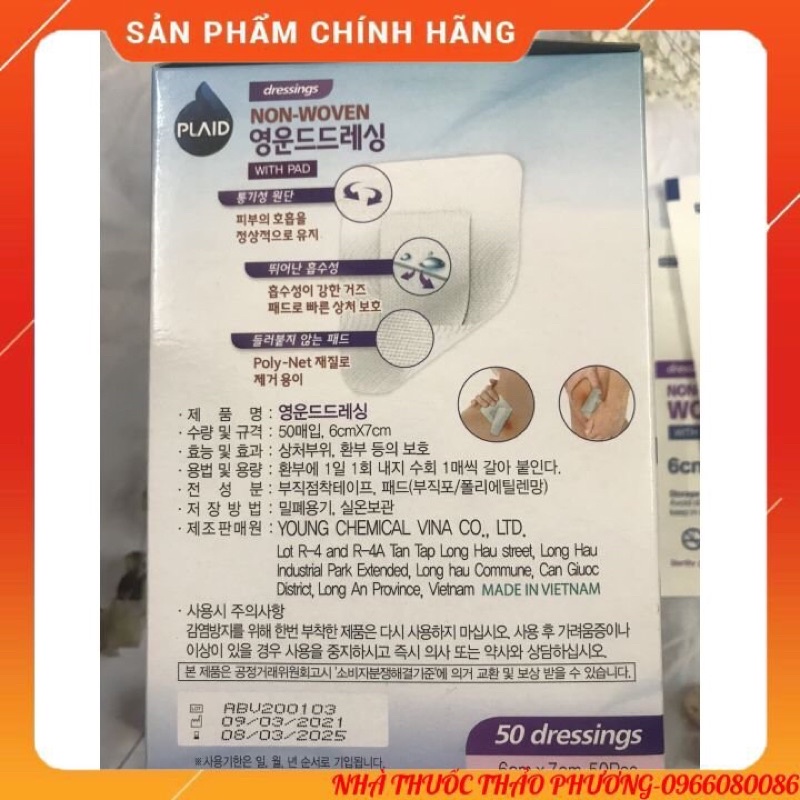 SẢN PHẨM CHÍNH HÃNG
PLAID
dressings
NON-WOVEN
영운드드레싱
WITH PAD
통기성 원단
피부의 호흡을
정상적으로 유지
뛰어난 흡수성
흡수성이 강한 거즈
패드로 빠른 상처 보호
들러붙지 않는 패드
Poly-Net 재질로
제거 용이
· 제 품 명 : 영운드드레싱
· 수량 및 규격 : 50매입, 6cmX7cm
· 효능 및 효과 : 상처부위, 환부 등의 보호
· 용법 및 용량 : 환부에 1일 1회 내지 수회 1매씩 갈아 붙인다.
· 전 성 분 : 부직점착테이프, 패드(부직포/폴리에틸렌망)
· 저 장 방 법 : 밀폐용기, 실온보관
· 제조판매원 : YOUNG CHEMICAL VINA CO., LTD.
Lot R-4 and R-4A Tan Tap Long Hau street, Long Hau
Industrial Park Extended, Long hau Commune, Can Giuoc
District, Long An Province, Vietnam MADE IN VIETNAM
· 사용시 주의사항
감염방지를 위해 한번 부착한 제품은 다시 사용하지 마십시오. 사용 후 가려움증이나
이상이 있을 경우 사용을 중지하시고 즉시 의사 또는 약사와 상담하십시오.
본 제품은 공정거래위원회고시 '소비자분쟁해결기준'에 의거 교환 및 보상 받을 수 있습니다.
LOT ABV200103
09/03/2021
08/03/2025
※사용기한은 일, 월, 년 순서로 기입됩니다.
50 dressings
6cm x 7cm 50Pcs
dressings
NON-
WO
WITH
6cm
NHÀ THUỐC THẢO PHƯƠNG-0966080086